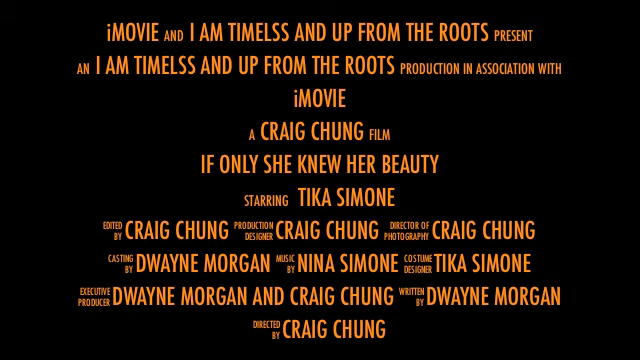 iMOVIE AND I AM TIMELSS AND UP FROM THE ROOTS PRESENT
AN I AM TIMELSS AND UP FROM THE ROOTS PRODUCTION IN ASSOCIATION WITH
iMOVIE
A CRAIG CHUNG FILM
IF ONLY SHE KNEW HER BEAUTY
STARRING TIKA SIMONE
EDITED BY CRAIG CHUNG PRODUCTION DESIGNER CRAIG CHUNG DIRECTOR OF PHOTOGRAPHY CRAIG CHUNG
CASTING BY DWAYNE MORGAN MUSIC BY NINA SIMONE COSTUME DESIGNER TIKA SIMONE
EXECUTIVE PRODUCER DWAYNE MORGAN AND CRAIG CHUNG WRITTEN BY DWAYNE MORGAN
DIRECTED BY CRAIG CHUNG